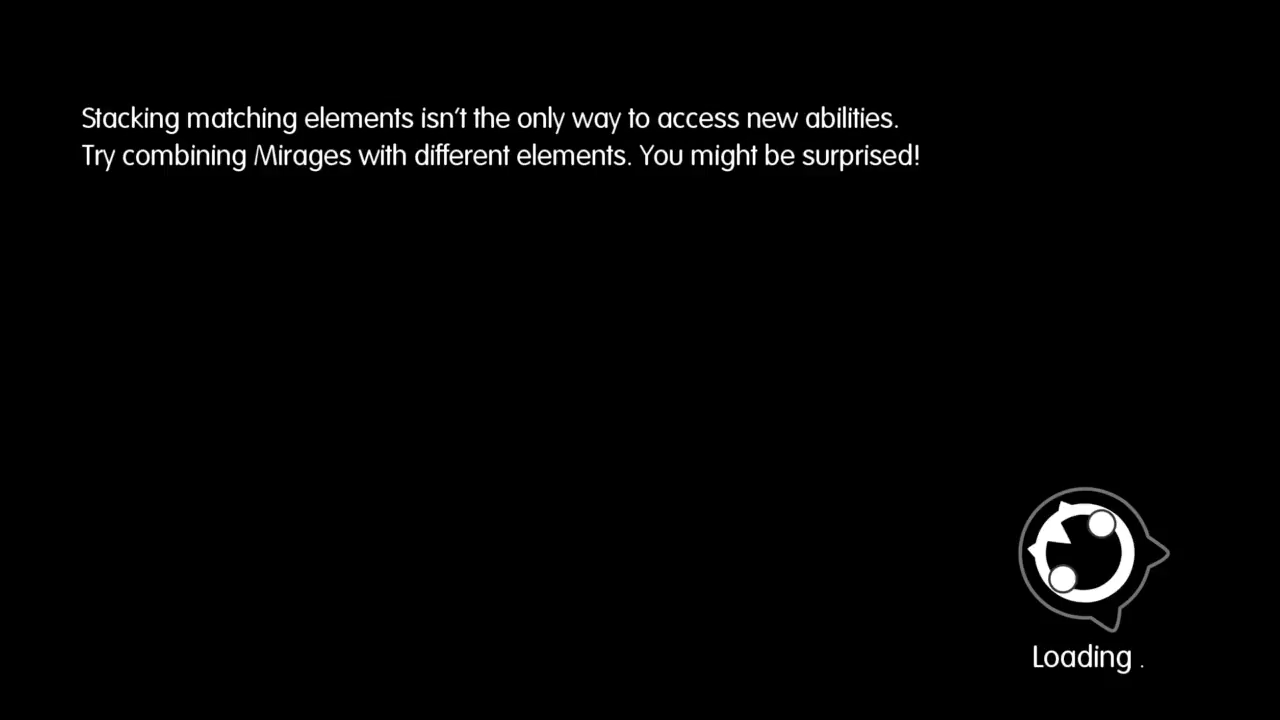 Stacking matching elements isn't the only way to access new abilities.
Try combining Mirages with different elements. You might be surprised!
Loading .